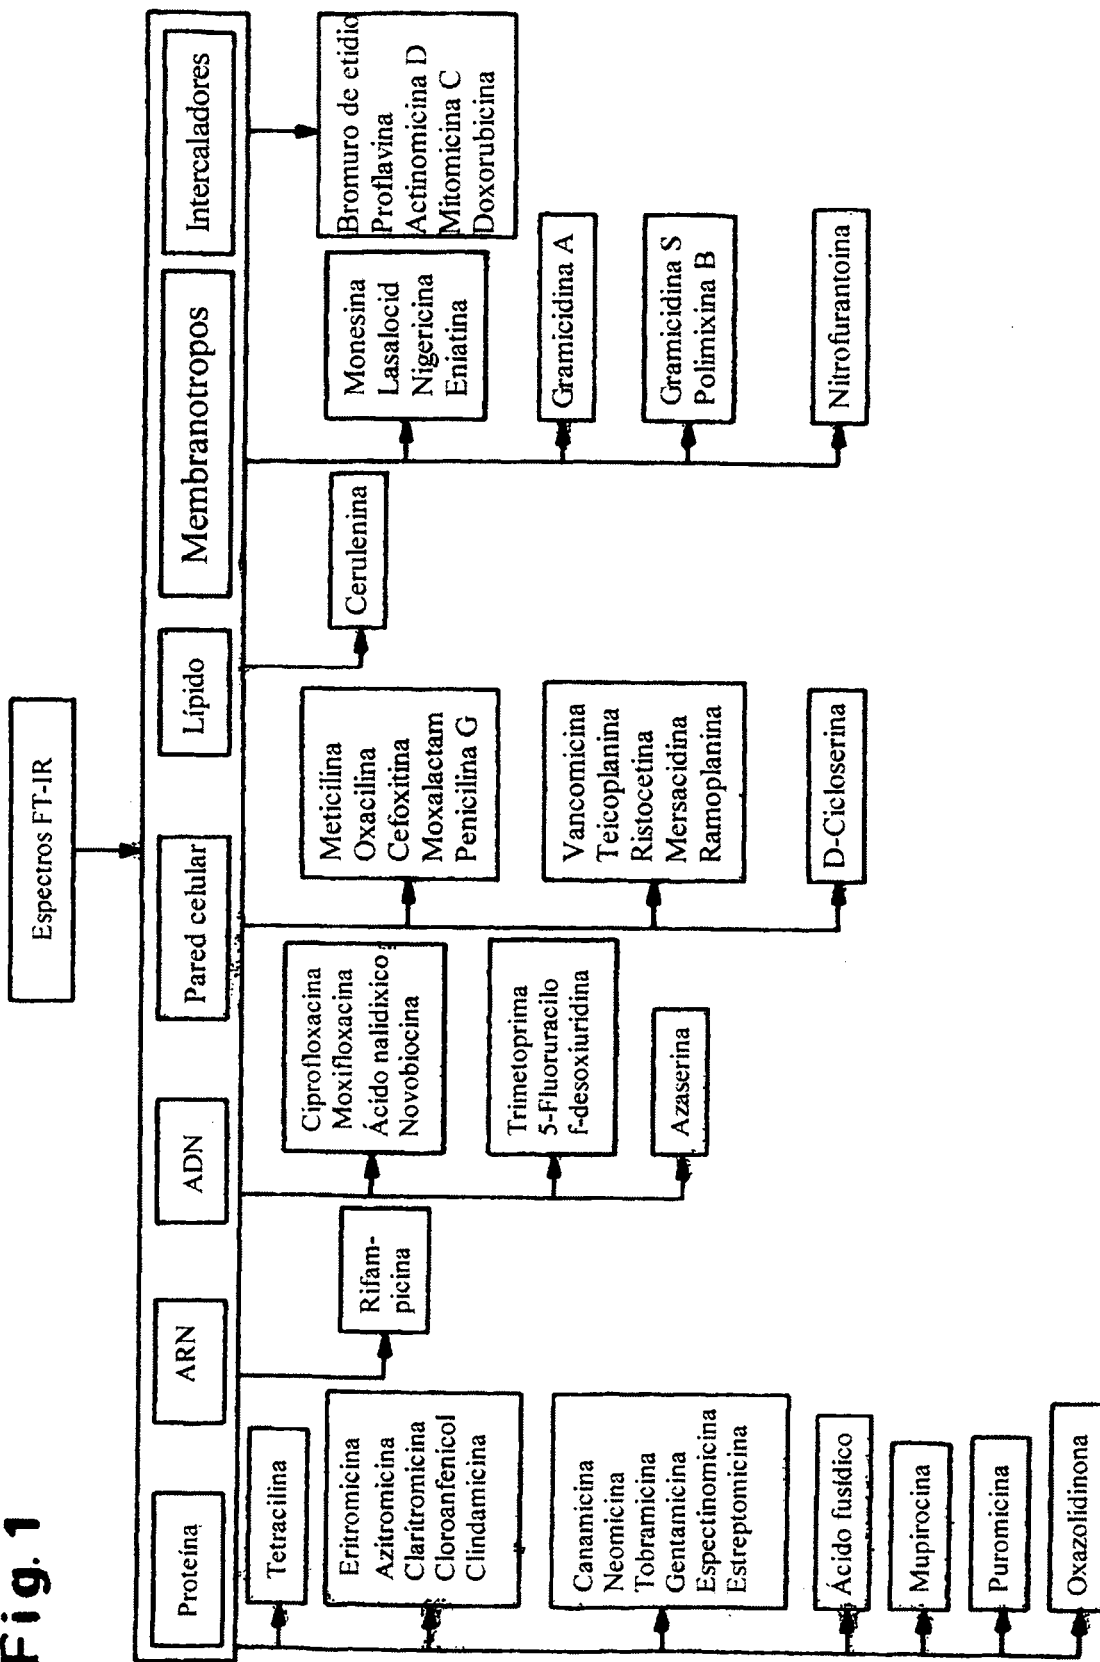 Fig.1
Espectros FT-IR
Proteína
ARN
ADN
Pared celular
Lípido
Membranotropos
Intercaladores
Tetracilina
Eritromicina
Azitromicina
Claritromicina
Cloroanfenicol
Clindamicina
Canamicina
Neomicina
Tobramicina
Gentamicina
Espectinomicina
Estreptomicina
Ácido fusídico
Mupirocina
Puromicina
Oxazolidinona
Rifam-
picina
Ciprofloxacina
Moxifloxacina
Ácido nalidixico
Novobiocina
Trimetoprima
5-Fluoruracilo
f-desoxiuridina
Azaserina
Meticilina
Oxacilina
Cefoxitina
Moxalactam
Penicilina G
Vancomicina
Teicoplanina
Ristocetina
Mersacidina
Ramoplanina
D-Cicloserina
Cerulenina
Monesina
Lasalocid
Nigericina
Eniatina
Gramicidina A
Gramicidina S
Polimixina B
Nitrofurantoina
Bromuro de etidio
Proflavina
Actinomicina D
Mitomicina C
Doxorubicina